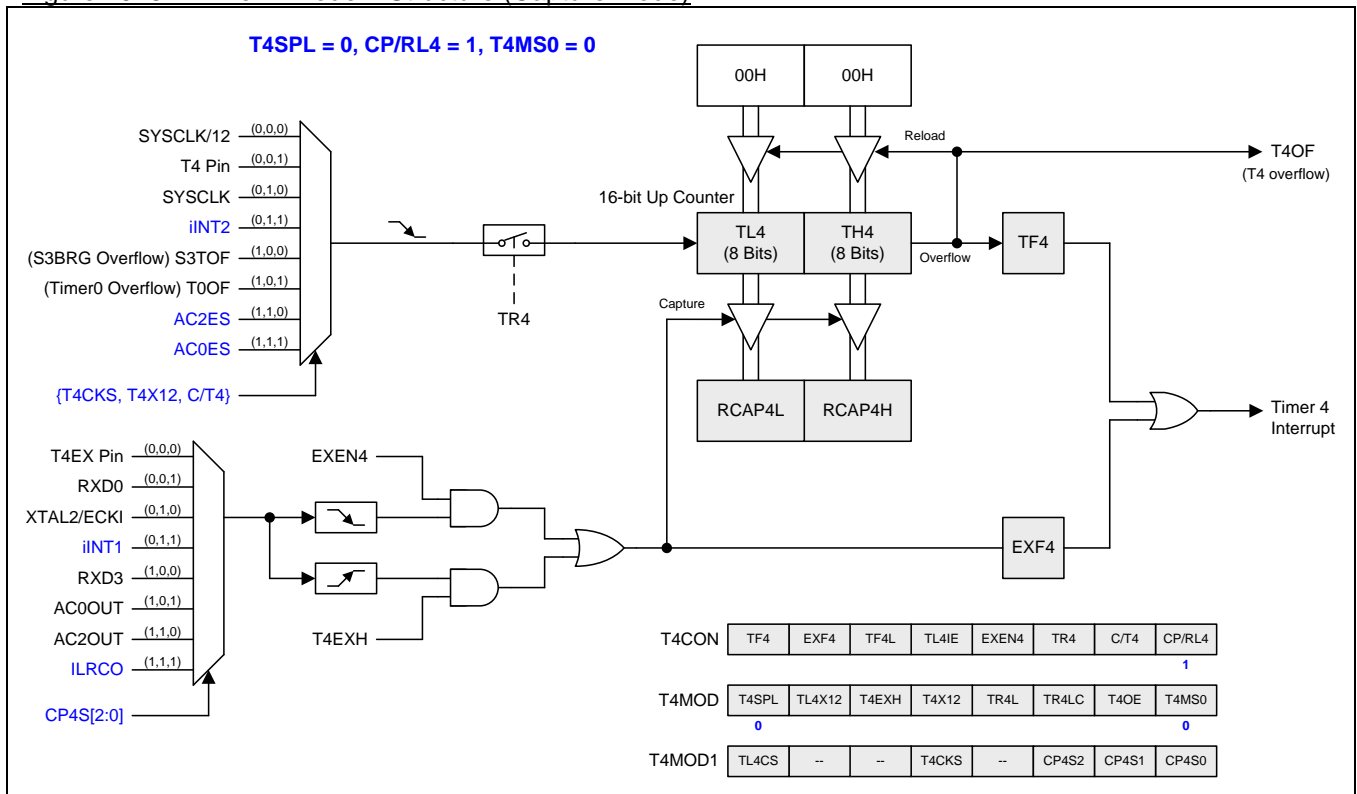 T4SPL = 0, CP/RL4 = 1, T4MS0 = 0
00H 00H
SYSCLK/12 (0,0,0)
T4 Pin (0,0,1)
SYSCLK (0,1,0)
iINT2 (0,1,1)
(S3BRG Overflow) S3TOF (1,0,0)
(Timer0 Overflow) T0OF (1,0,1)
AC2ES (1,1,0)
AC0ES (1,1,1)
{T4CKS, T4X12, C/T4}
TR4
Reload
T4OF
(T4 overflow)
16-bit Up Counter
TL4
(8 Bits)
TH4
(8 Bits)
Overflow
TF4
Capture
RCAP4L RCAP4H
Timer 4
Interrupt
T4EX Pin (0,0,0)
RXD0 (0,0,1)
XTAL2/ECKI (0,1,0)
iINT1 (0,1,1)
RXD3 (1,0,0)
AC0OUT (1,0,1)
AC2OUT (1,1,0)
ILRCO (1,1,1)
CP4S[2:0]
EXEN4
T4EXH
EXF4
T4CON TF4 EXF4 TF4L TL4IE EXEN4 TR4 C/T4 CP/RL4
1
T4MOD T4SPL TL4X12 T4EXH T4X12 TR4L TR4LC T4OE T4MS0
0 0
T4MOD1 TL4CS -- -- T4CKS -- CP4S2 CP4S1 CP4S0